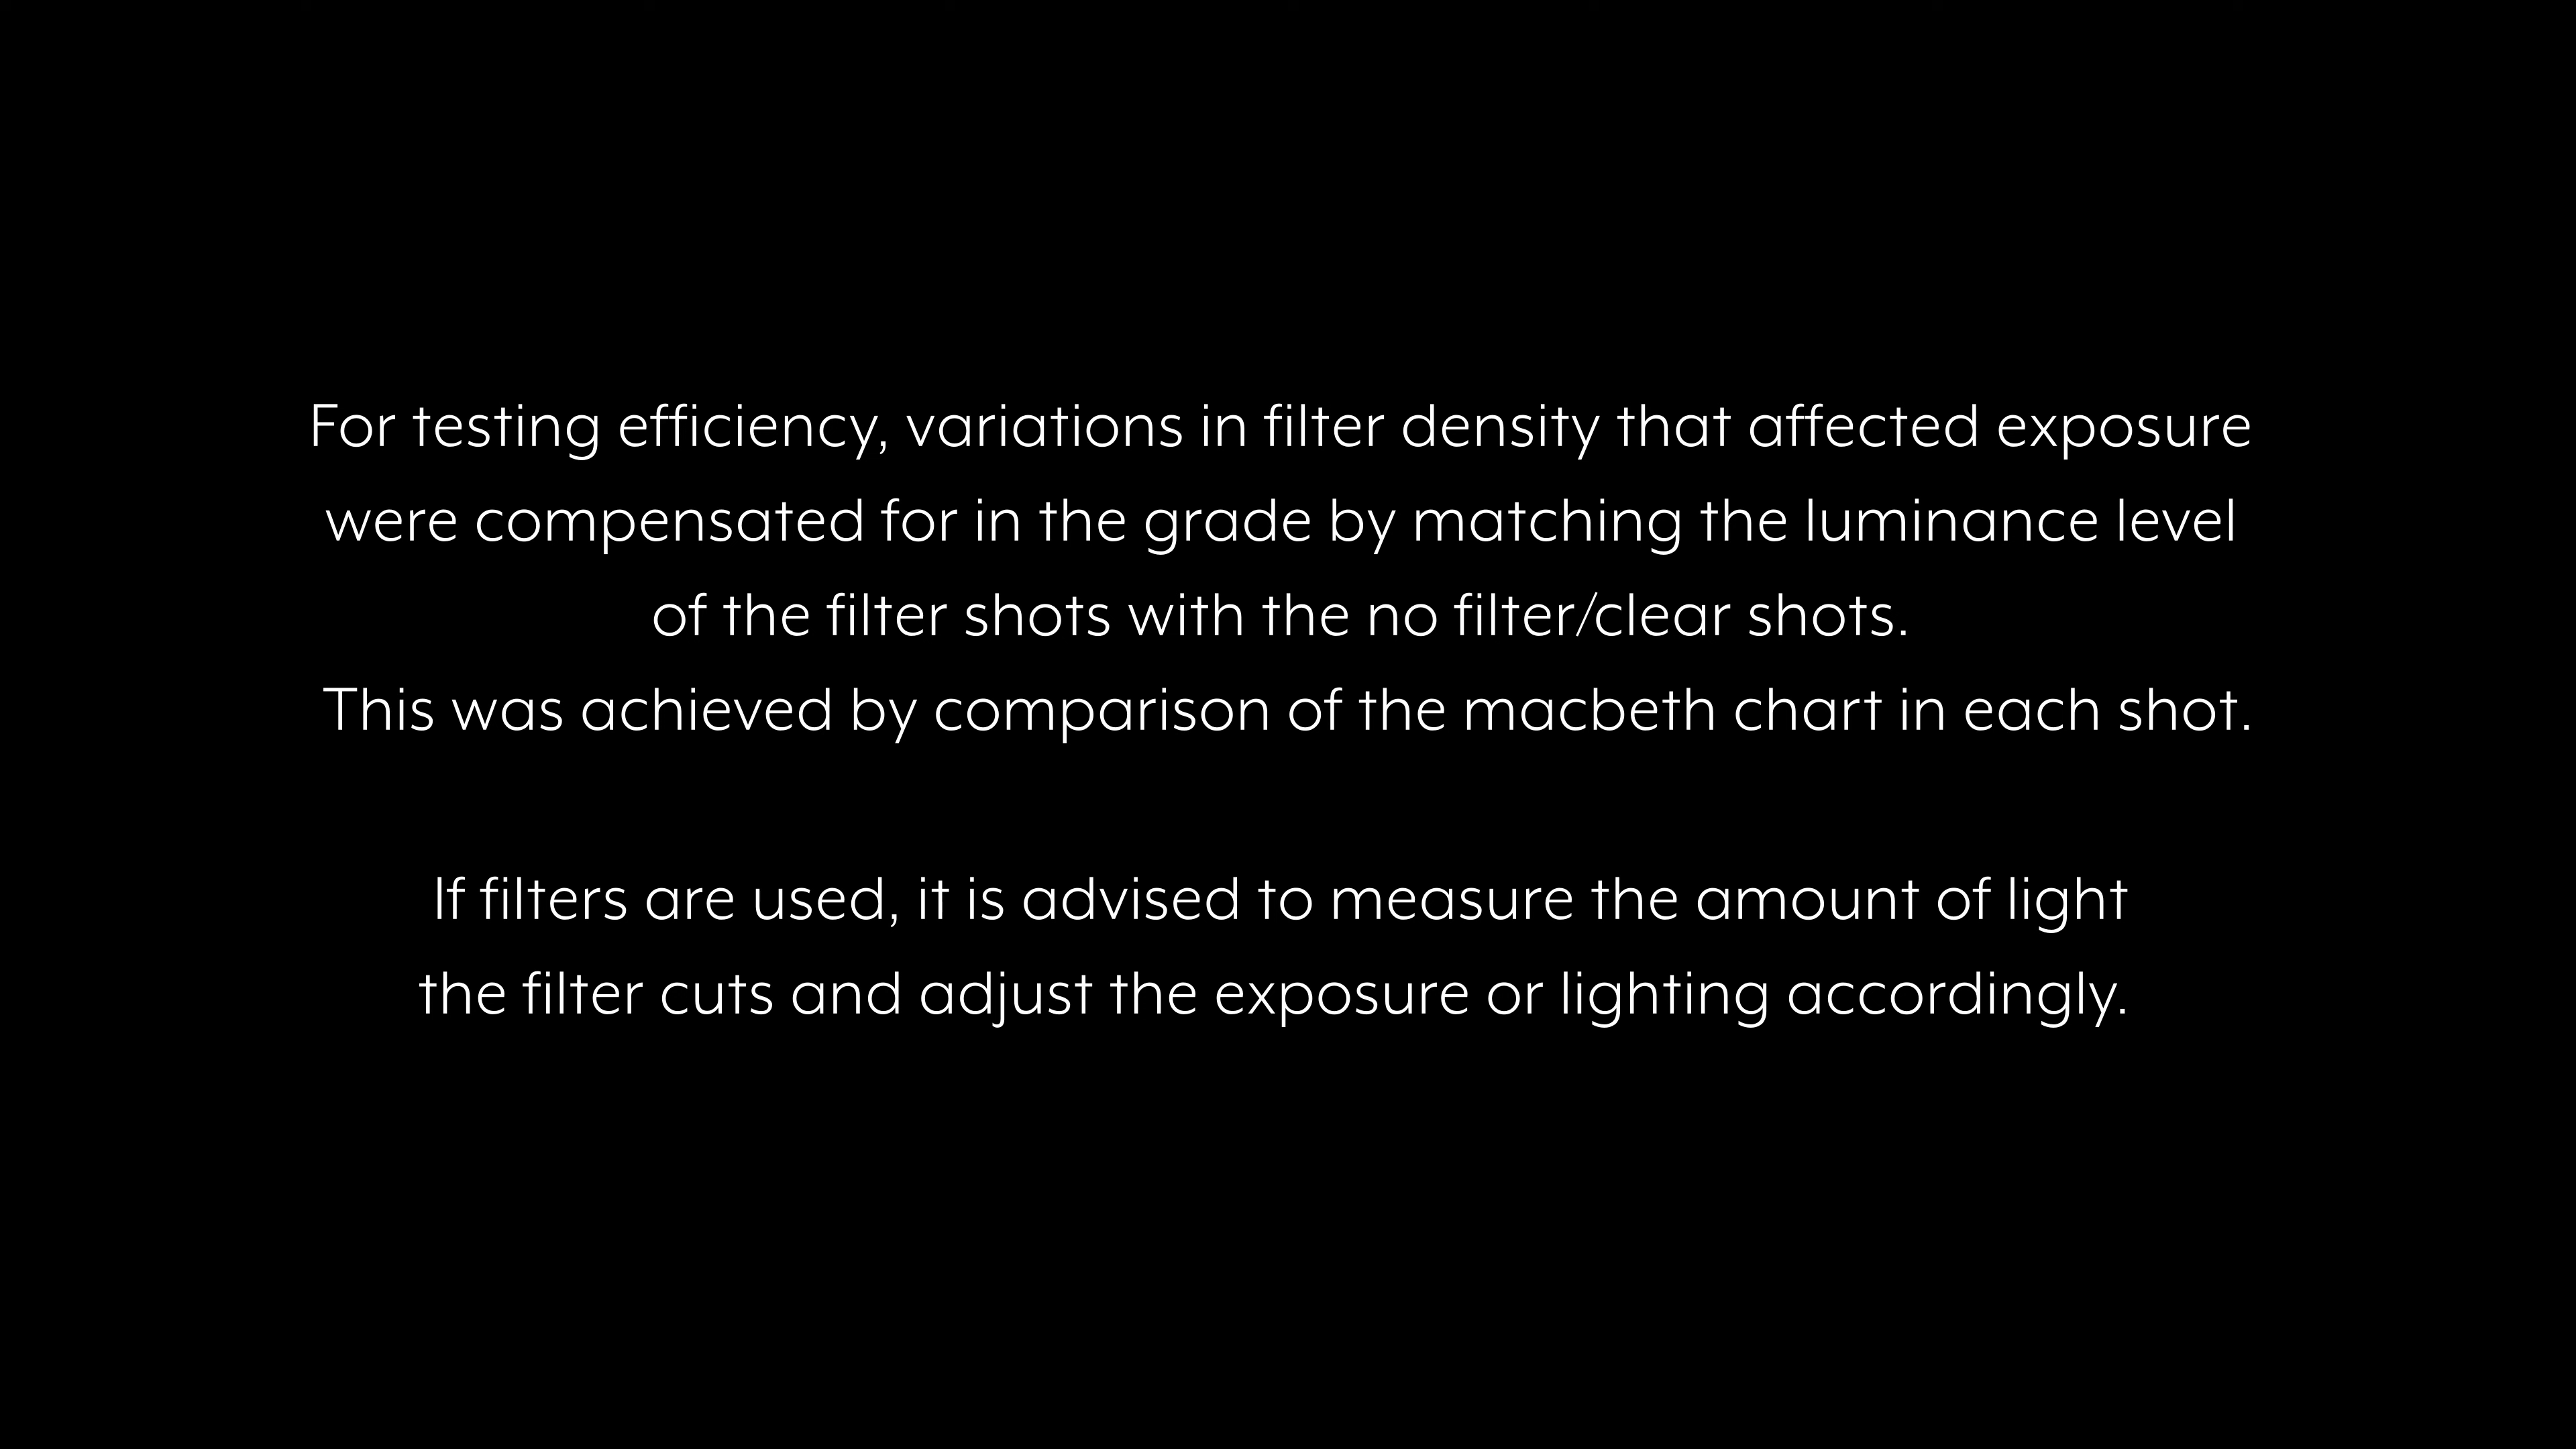 For testing efficiency, variations in filter density that affected exposure
were compensated for in the grade by matching the luminance level
of the filter shots with the no filter/clear shots.
This was achieved by comparison of the macbeth chart in each shot.
If filters are used, it is advised to measure the amount of light
the filter cuts and adjust the exposure or lighting accordingly.